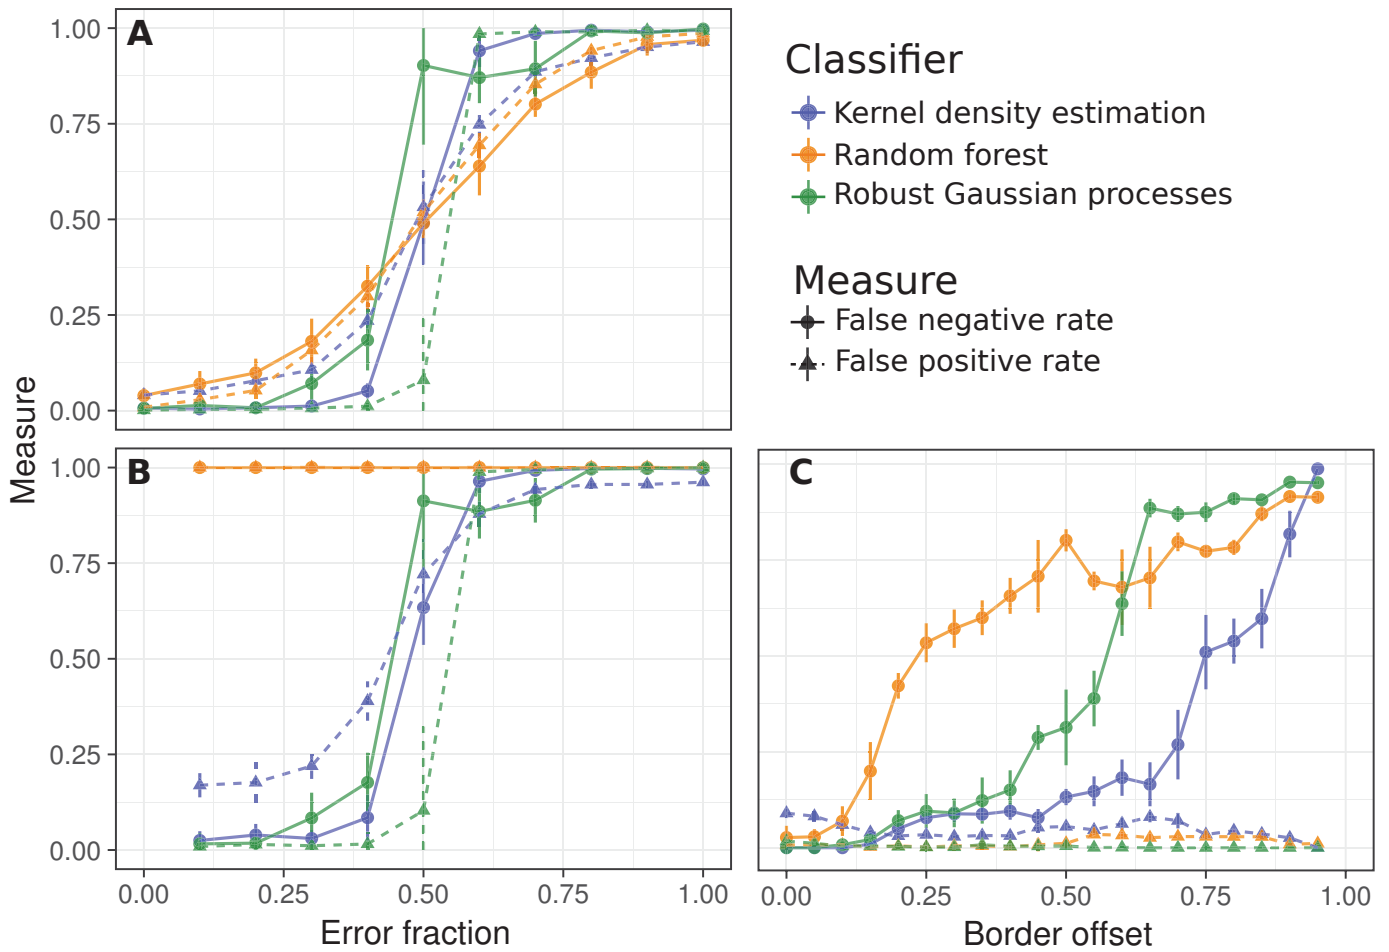 A
1.00
0.75
0.50
0.25
0.00
Classifier
Kernel density estimation
Random forest
Robust Gaussian processes
Measure
False negative rate
False positive rate
Measure
B
1.00
0.75
0.50
0.25
0.00
0.00 0.25 0.50 0.75 1.00
Error fraction
C
0.00 0.25 0.50 0.75 1.00
Border offset